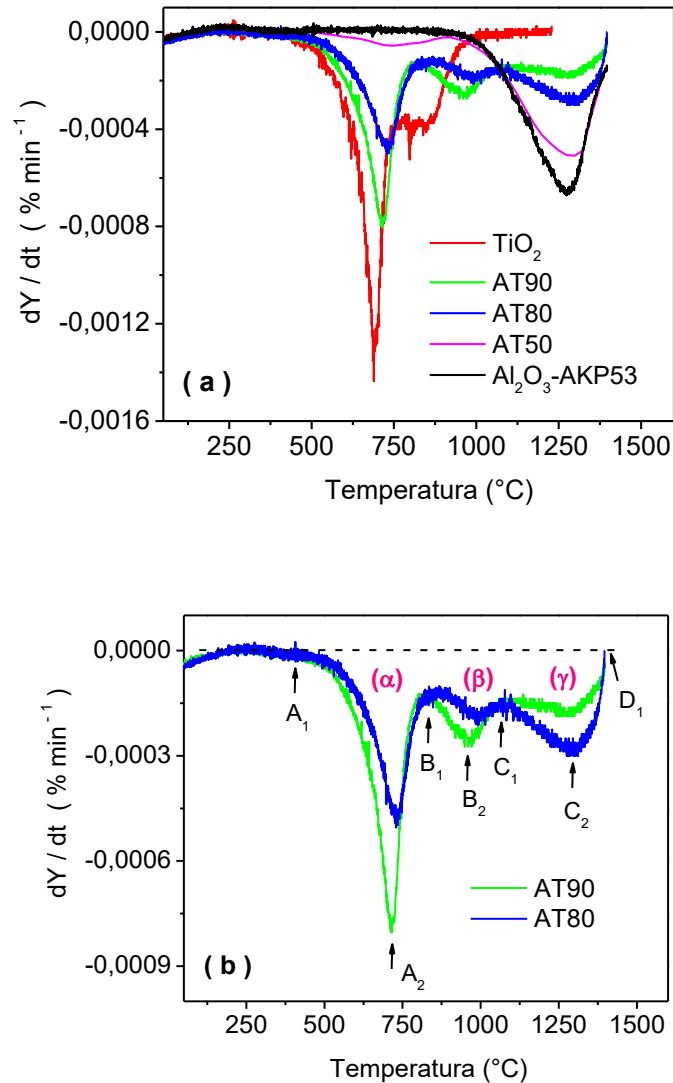 0,0000
-0,0004
-0,0008
-0,0012
-0,0016
dY / dt ( % min⁻¹ )
TiO₂
AT90
AT80
AT50
Al₂O₃-AKP53
( a )
250 500 750 1000 1250 1500
Temperatura (°C)
0,0000
-0,0003
-0,0006
-0,0009
dY / dt ( % min⁻¹ )
(α) (β) (γ)
A₁
D₁
B₁
C₁
B₂
C₂
A₂
AT90
AT80
( b )
250 500 750 1000 1250 1500
Temperatura (°C)